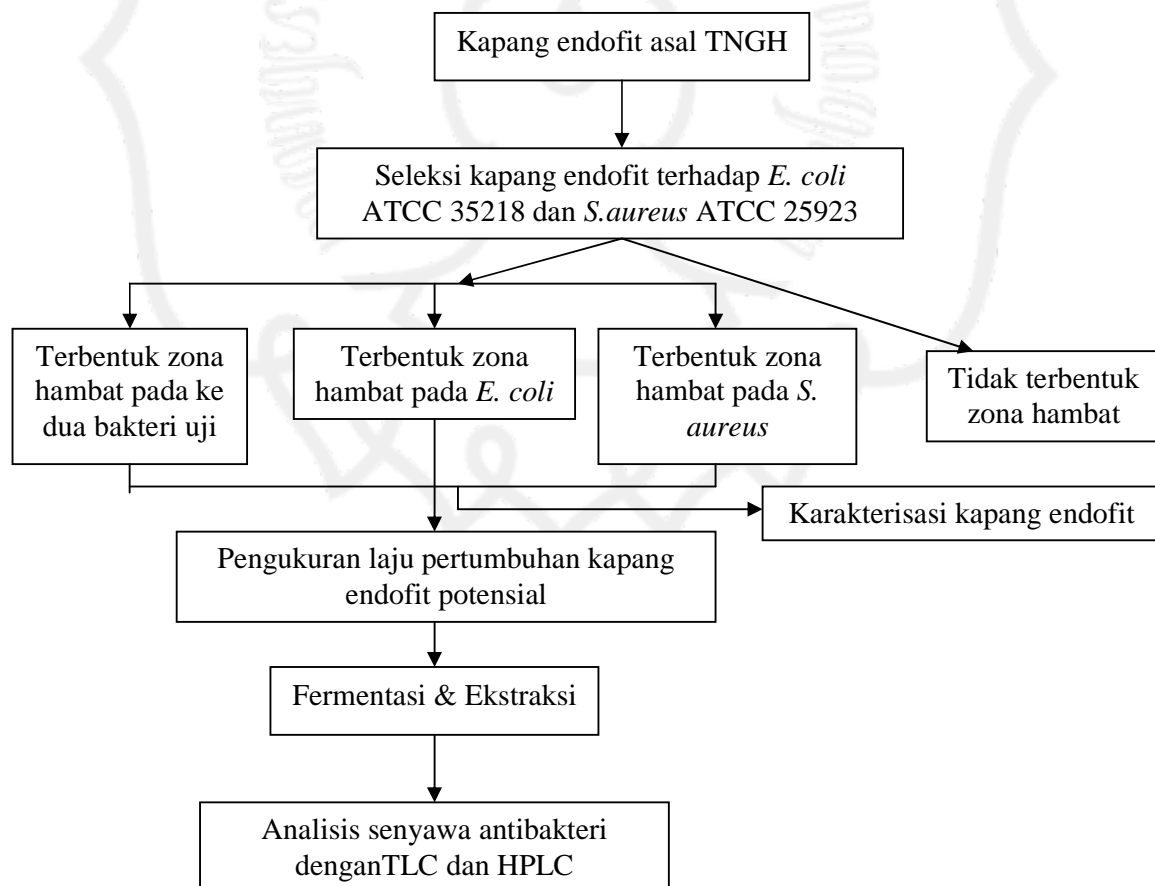 Kapang endofit asal TNGH
Seleksi kapang endofit terhadap E. coli
ATCC 35218 dan S.aureus ATCC 25923
Terbentuk zona
hambat pada ke
dua bakteri uji
Terbentuk zona
hambat pada E. coli
Terbentuk zona
hambat pada S.
aureus
Tidak terbentuk
zona hambat
Karakterisasi kapang endofit
Pengukuran laju pertumbuhan kapang
endofit potensial
Fermentasi & Ekstraksi
Analisis senyawa antibakteri
denganTLC dan HPLC